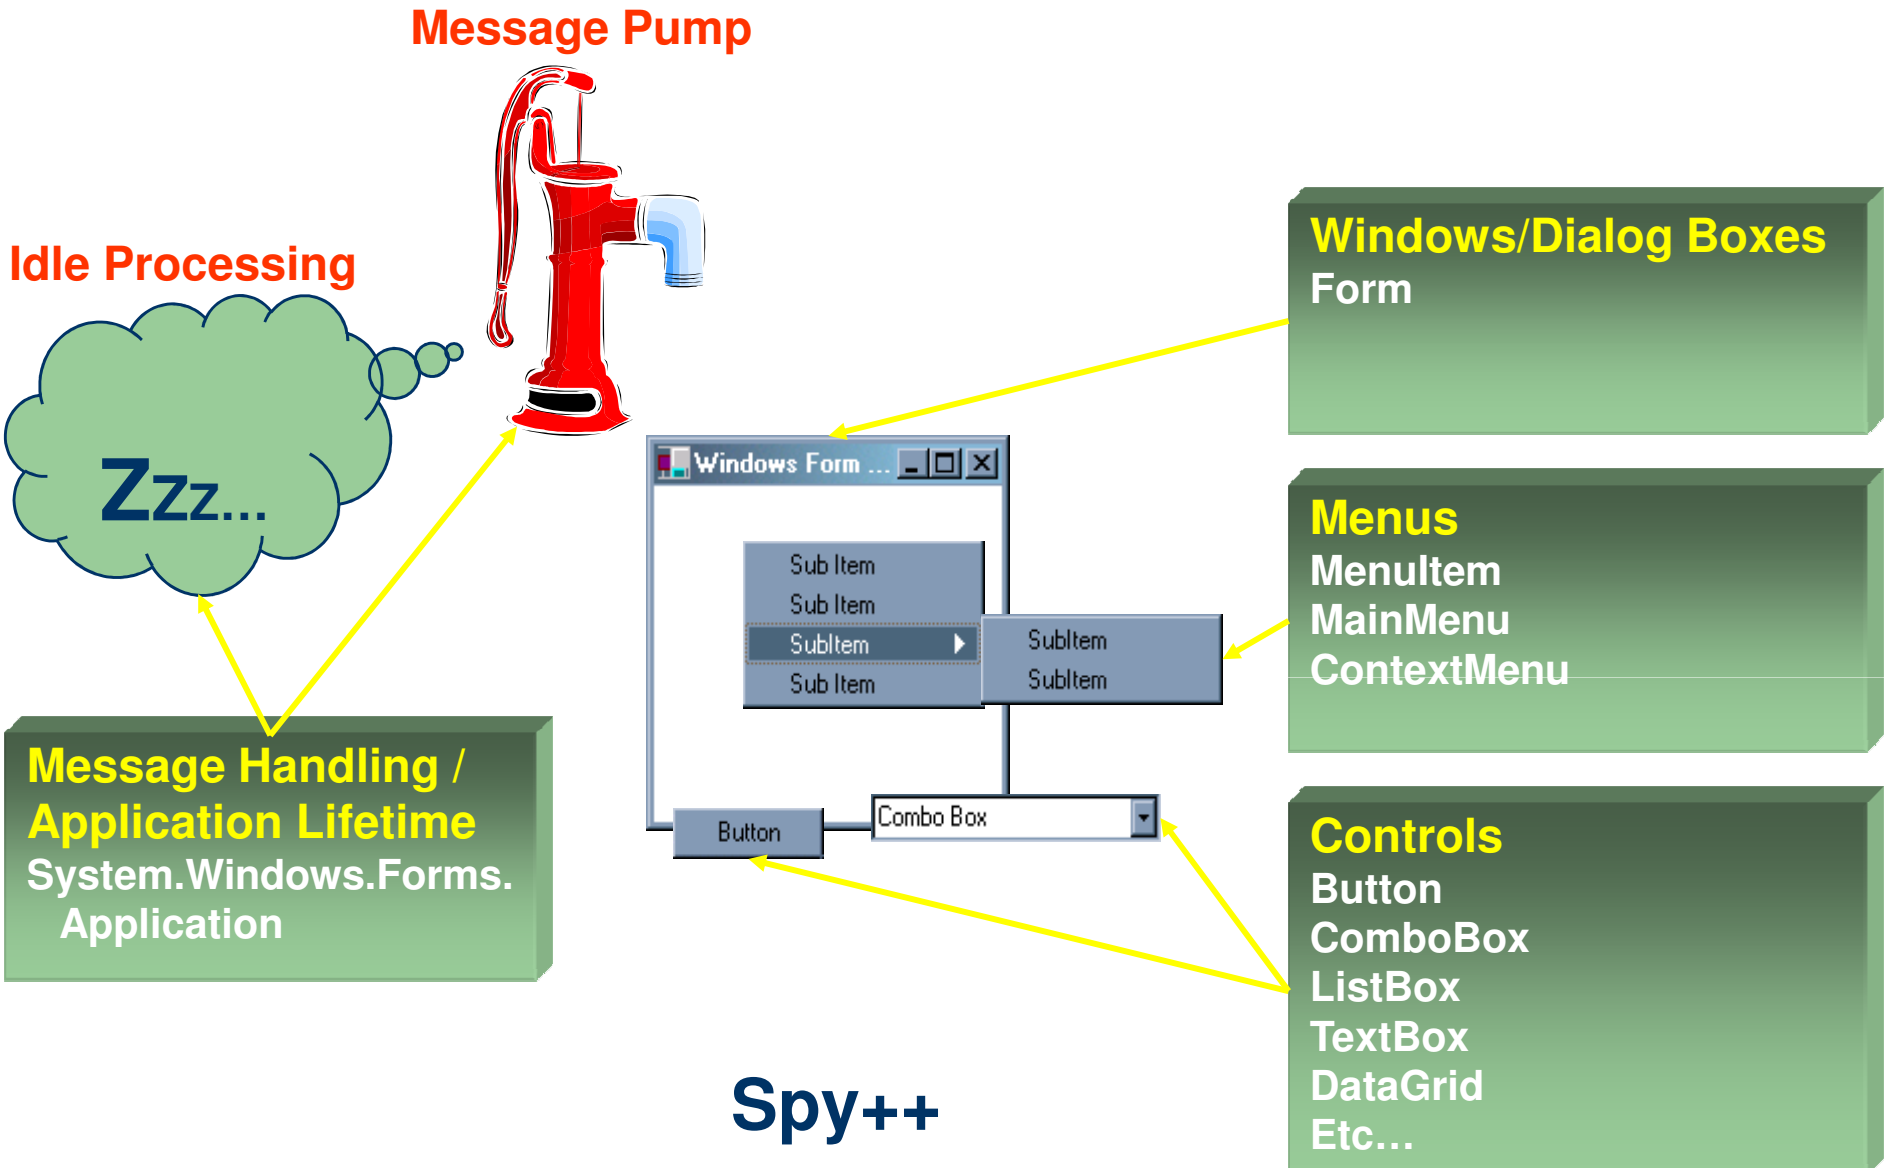 Message Pump
Idle Processing
ZZZ...
Windows/Dialog Boxes
Form
Windows Form ...
Sub Item
Sub Item
SubItem
Sub Item
SubItem
SubItem
Menus
MenuItem
MainMenu
ContextMenu
Message Handling /
Application Lifetime
System.Windows.Forms.
Application
Button
Combo Box
Controls
Button
ComboBox
ListBox
TextBox
DataGrid
Etc...
Spy++